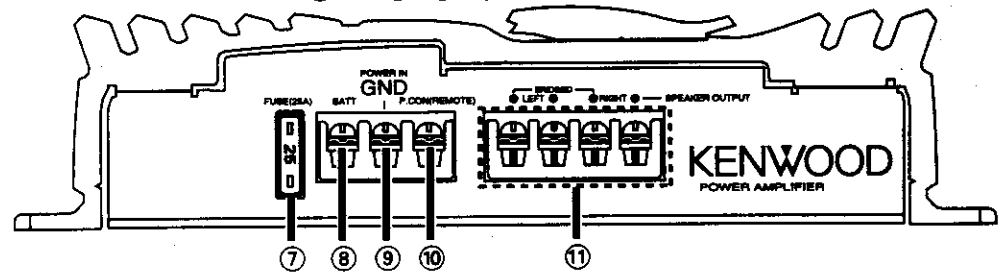 POWER IN
GND
FUSE(25A) BATT P.CON(REMOTE)
BRIDGED
LEFT RIGHT SPEAKER OUTPUT
25
KENWOOD
POWER AMPLIFIER
⑦ ⑧ ⑨ ⑩ ⑪